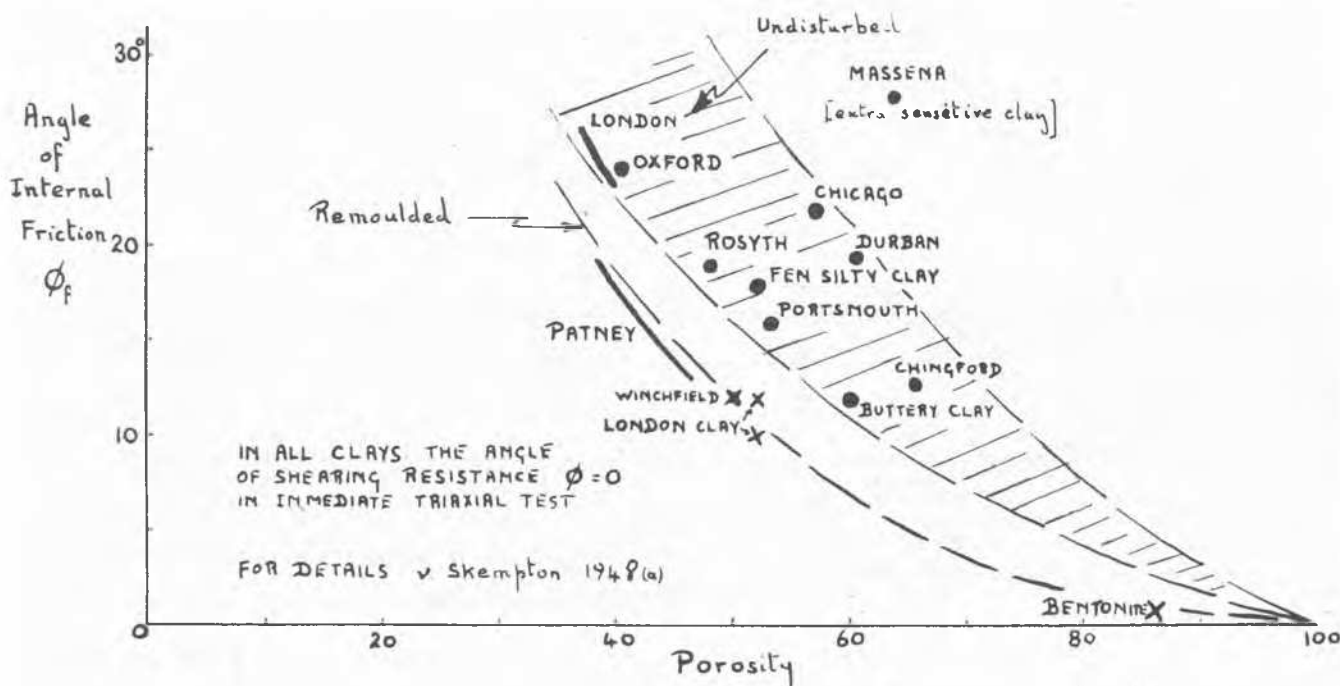 Undisturbed
30°
MASSENA
[extra sensitive clay]
Angle
of
Internal
Friction
ϕf
LONDON
OXFORD
Remoulded
CHICAGO
20
ROSYTH
DURBAN
FEN SILTY CLAY
PORTSMOUTH
PATNEY
CHINGFORD
WINCHFIELD
BUTTERY CLAY
LONDON CLAY
10
IN ALL CLAYS THE ANGLE
OF SHEARING RESISTANCE ϕ=0
IN IMMEDIATE TRIAXIAL TEST
FOR DETAILS v Skempton 1948(a)
BENTONITE
0
0
20
40
60
80
100
Porosity